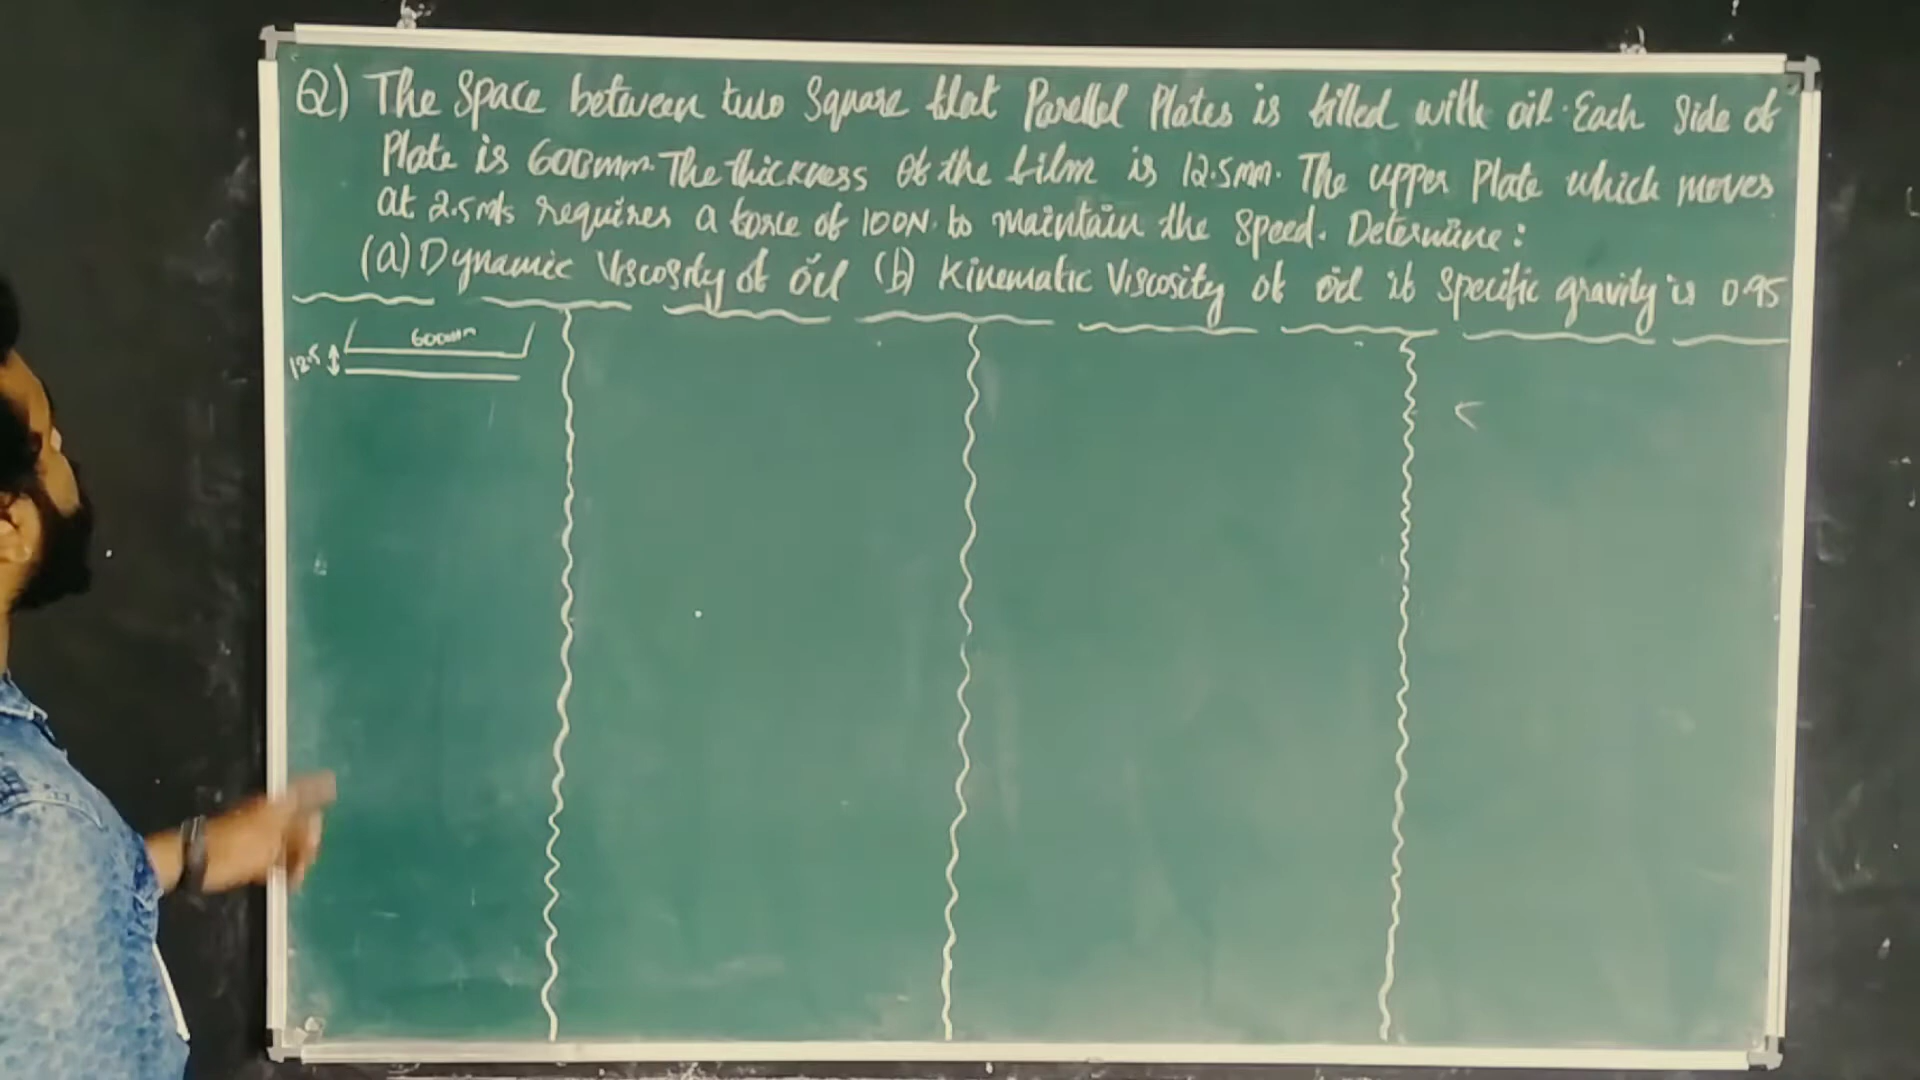 Q) The Space between two Square flat Parellel Plates is filled with oil. Each Side of
Plate is 600mm. The thickness of the film is 12.5mm. The upper Plate which moves
at 2.5m/s requires a force of 100N. to maintain the speed. Determine:
(a) Dynamic Viscosity of oil (b) Kinematic Viscosity of oil if specific gravity is 0.95
600mm
12.5